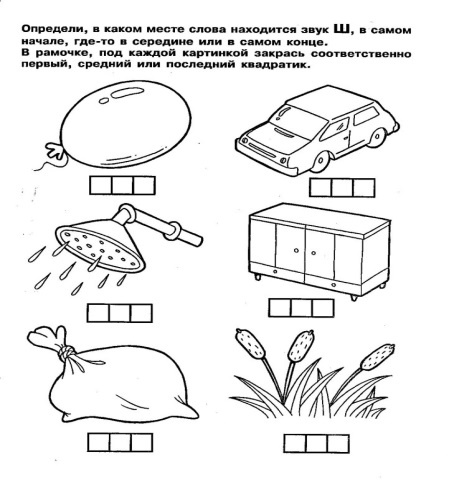 Определи, в каком месте слова находится звук Ш, в самом
начале, где-то в середине или в самом конце.
В рамочке, под каждой картинкой закрась соответственно
первый, средний или последний квадратик.